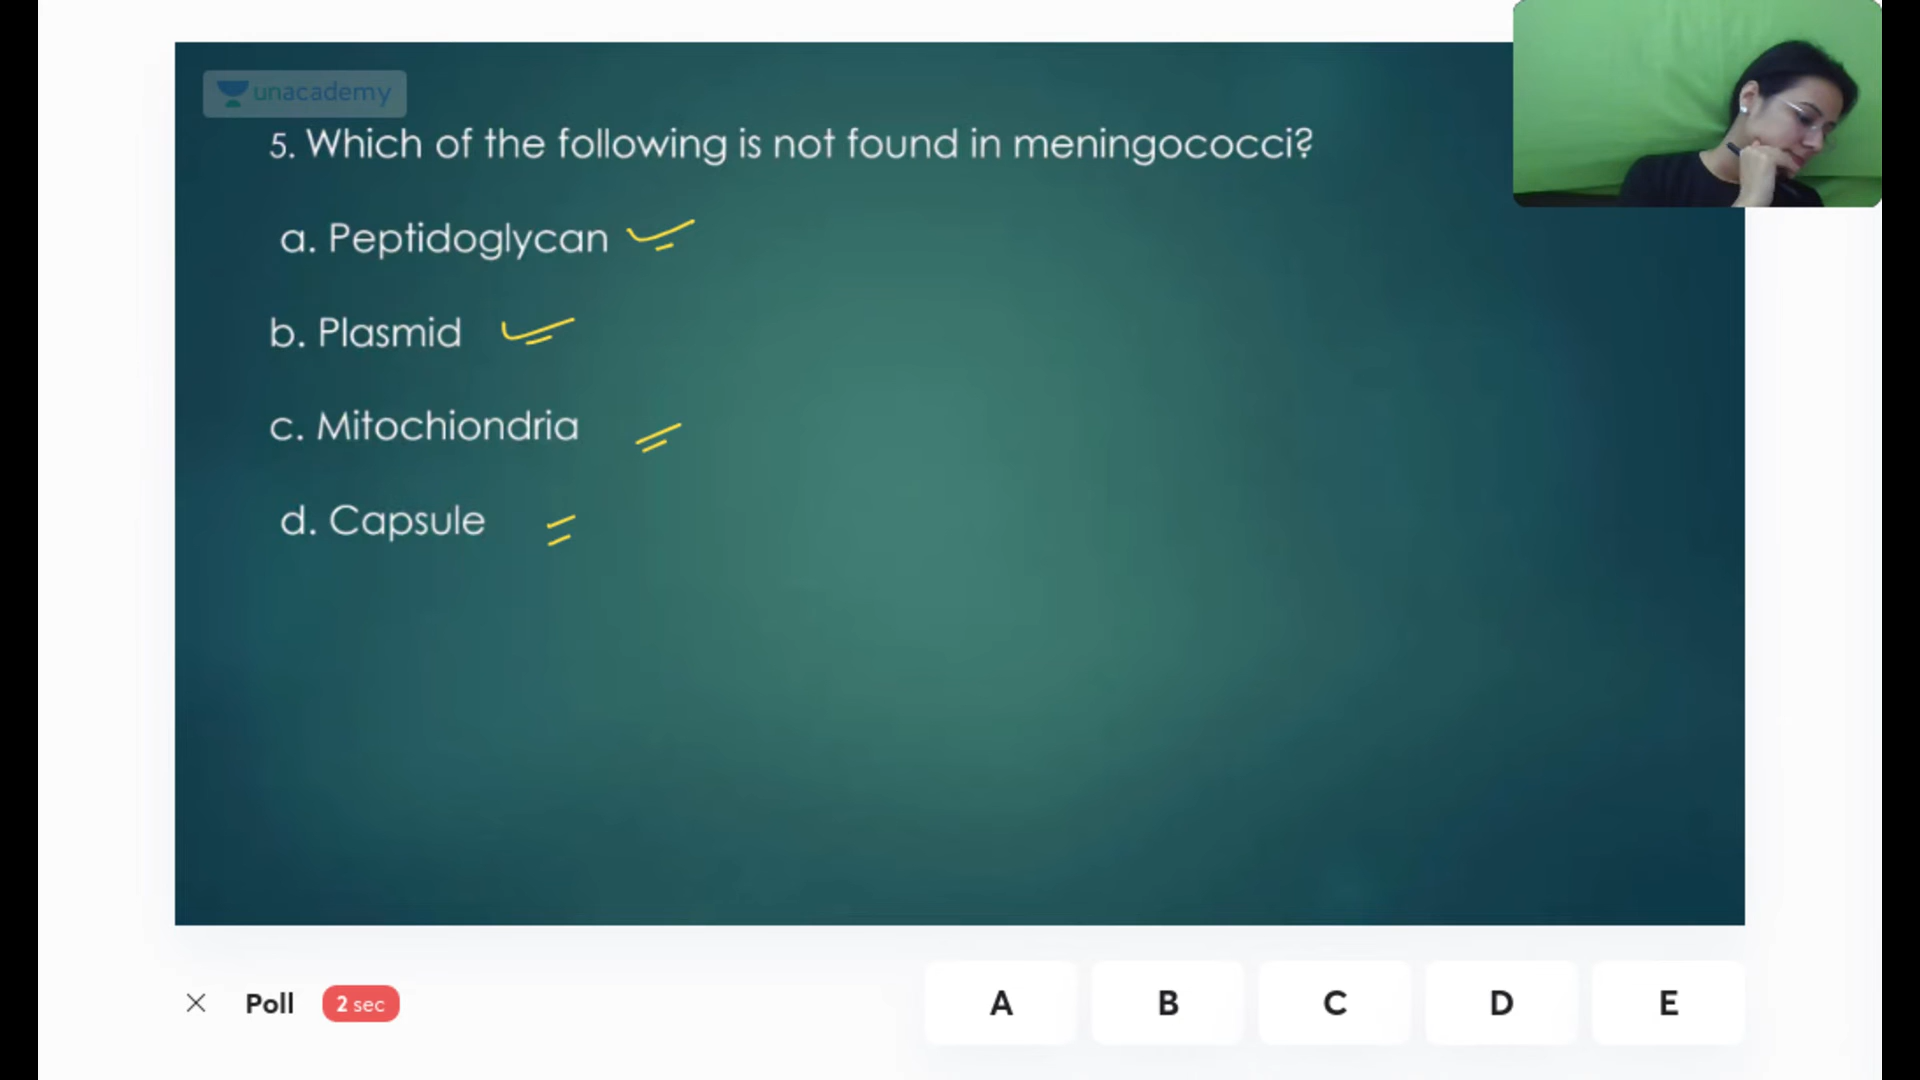 unacademy
5. Which of the following is not found in meningococci?
a. Peptidoglycan
b. Plasmid
c. Mitochiondria
d. Capsule
Poll 2 sec A B C D E